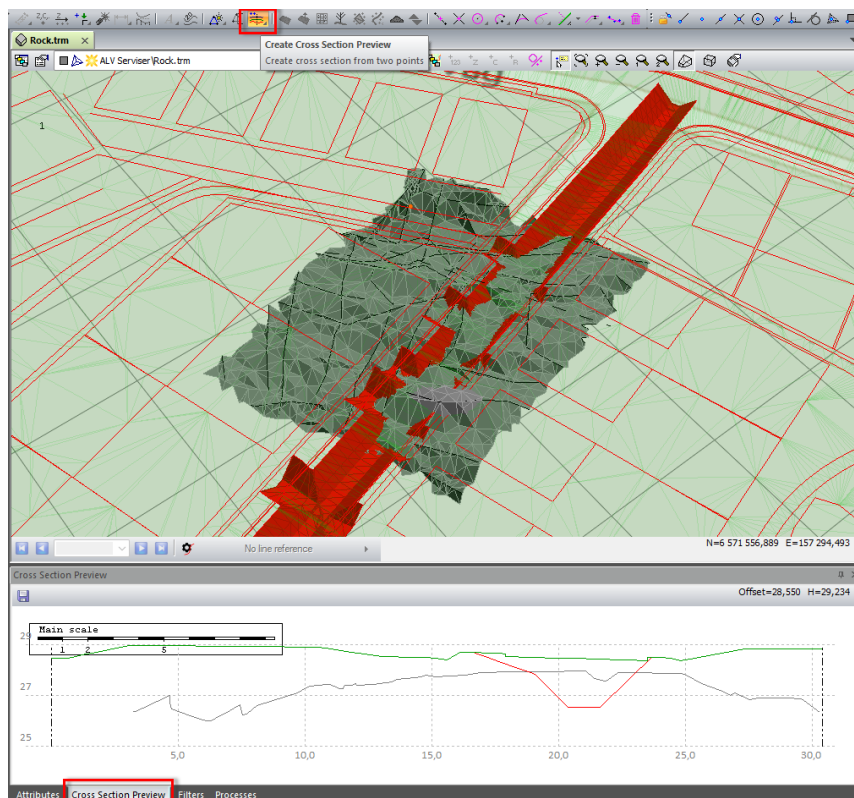 Rock.trm ×
Create Cross Section Preview
Create cross section from two points
ALV Serviser\Rock.trm
1
No line reference
N=6 571 556,889 E=157 294,493
Cross Section Preview
Offset=28,550 H=29,234
Main scale
1 2 5
29
27
25
5,0 10,0 15,0 20,0 25,0 30,0
Attributes Cross Section Preview Filters Processes